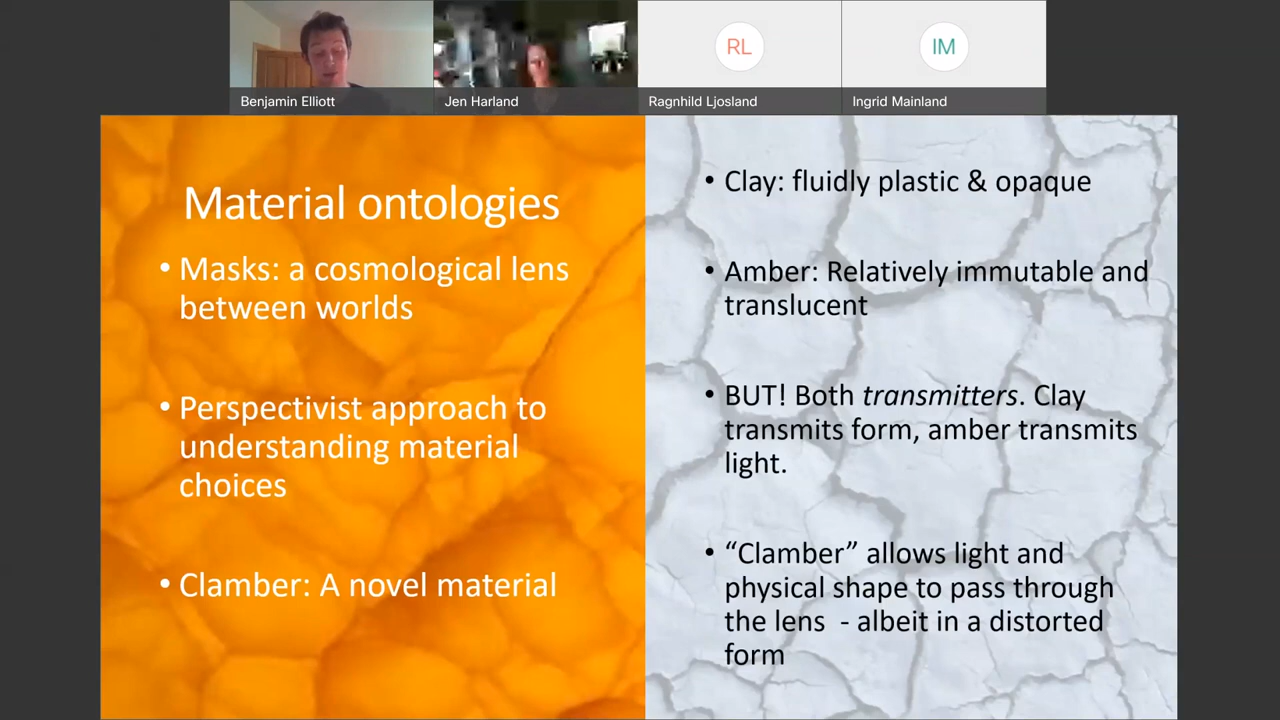 RL
IM
Benjamin Elliott
Jen Harland
Ragnhild Ljosland
Ingrid Mainland
Material ontologies
• Masks: a cosmological lens
between worlds
• Perspectivist approach to
understanding material
choices
• Clamber: A novel material
• Clay: fluidly plastic & opaque
• Amber: Relatively immutable and
translucent
• BUT! Both transmitters. Clay
transmits form, amber transmits
light.
• “Clamber” allows light and
physical shape to pass through
the lens  - albeit in a distorted
form